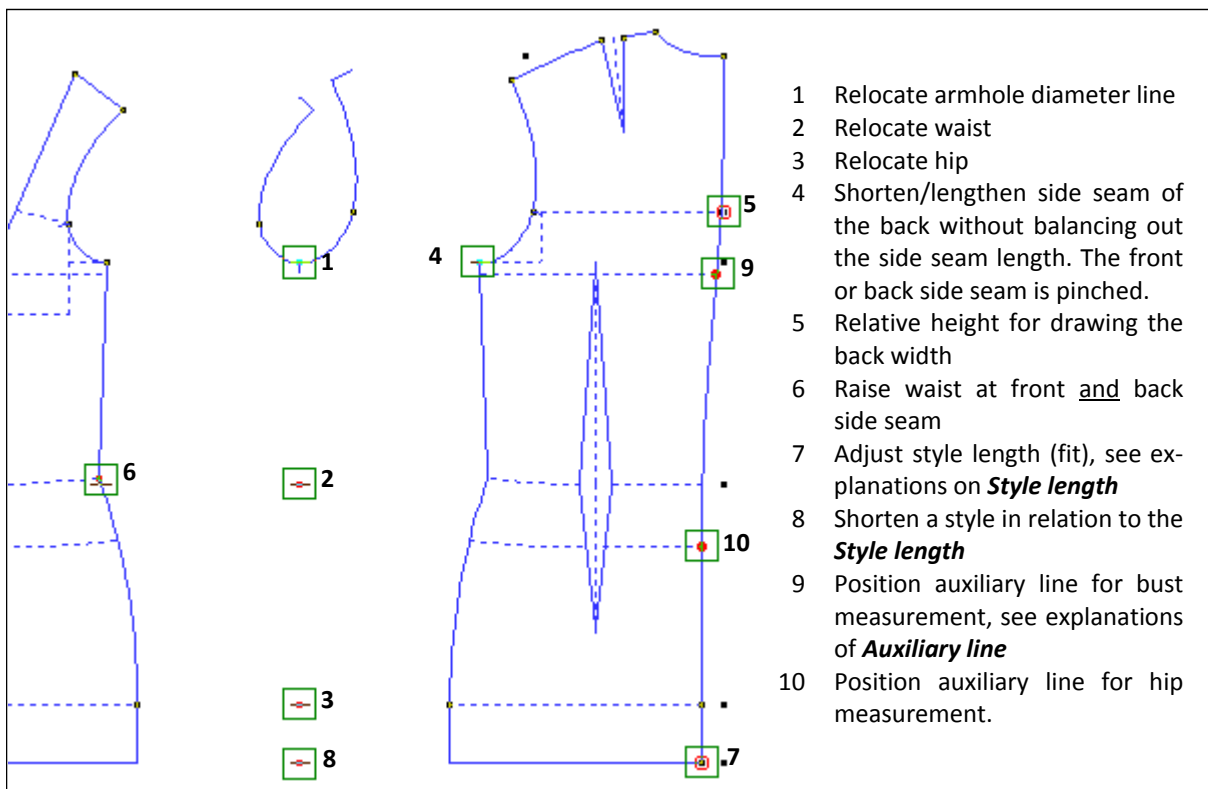 5
4
1
9
6
2
10
3
8
7
1 Relocate armhole diameter line
2 Relocate waist
3 Relocate hip
4 Shorten/lengthen side seam of
the back without balancing out
the side seam length. The front
or back side seam is pinched.
5 Relative height for drawing the
back width
6 Raise waist at front and back
side seam
7 Adjust style length (fit), see ex-
planations on Style length
8 Shorten a style in relation to the
Style length
9 Position auxiliary line for bust
measurement, see explanations
of Auxiliary line
10 Position auxiliary line for hip
measurement.